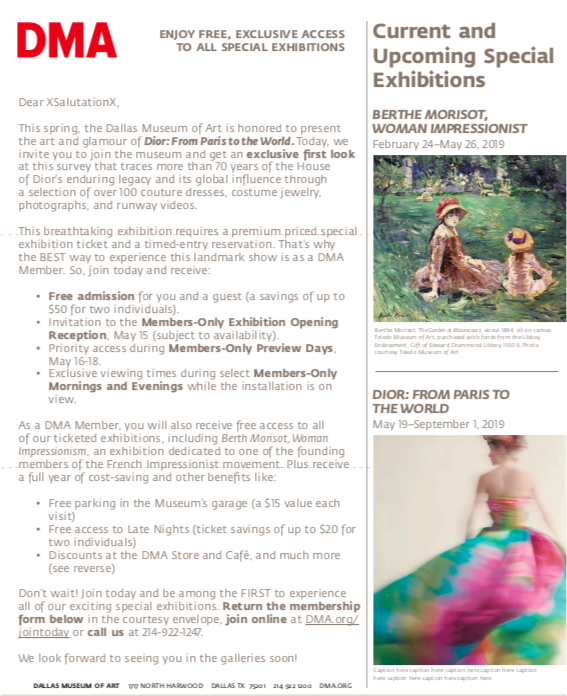 DMA
ENJOY FREE, EXCLUSIVE ACCESS
TO ALL SPECIAL EXHIBITIONS
Dear XSalutationX,
This spring, the Dallas Museum of Art is honored to present
the art and glamour of Dior: From Paris to the World. Today, we
invite you to join the museum and get an exclusive first look
at this survey that traces more than 70 years of the House
of Dior's enduring legacy and its global influence through
a selection of over 100 couture dresses, costume jewelry,
photographs, and runway videos.
This breathtaking exhibition requires a premium priced special
exhibition ticket and a timed-entry reservation. That's why
the BEST way to experience this landmark show is as a DMA
Member. So, join today and receive:
• Free admission for you and a guest (a savings of up to
$50 for two individuals).
• Invitation to the Members-Only Exhibition Opening
Reception, May 15 (subject to availability).
• Priority access during Members-Only Preview Days,
May 16-18.
• Exclusive viewing times during select Members-Only
Mornings and Evenings while the installation is on
view.
As a DMA Member, you will also receive free access to all
of our ticketed exhibitions, including Berth Morisot, Woman
Impressionism, an exhibition dedicated to one of the founding
members of the French Impressionist movement. Plus receive
a full year of cost-saving and other benefits like:
• Free parking in the Museum's garage (a $15 value each
visit)
• Free access to Late Nights (ticket savings of up to $20 for
two individuals)
• Discounts at the DMA Store and Café, and much more
(see reverse)
Don't wait! Join today and be among the FIRST to experience
all of our exciting special exhibitions. Return the membership
form below in the courtesy envelope, join online at DMA.org/
jointoday or call us at 214-922-1247.
We look forward to seeing you in the galleries soon!
DALLAS MUSEUM OF ART 1717 NORTH HARWOOD DALLAS TX 75201 214 922 1200 DMA.ORG
Current and
Upcoming Special
Exhibitions
BERTHE MORISOT,
WOMAN IMPRESSIONIST
February 24–May 26, 2019
Berthe Morisot, The Garden at Maurecourt, about 1884, oil on canvas,
Toledo Museum of Art, purchased with funds from the Libbey
Endowment, Gift of Edward Drummond Libbey 1930.9. Photo
courtesy Toledo Museum of Art
DIOR: FROM PARIS TO
THE WORLD
May 19–September 1, 2019
Caption here caption here caption here caption here caption
here caption here caption here caption here.